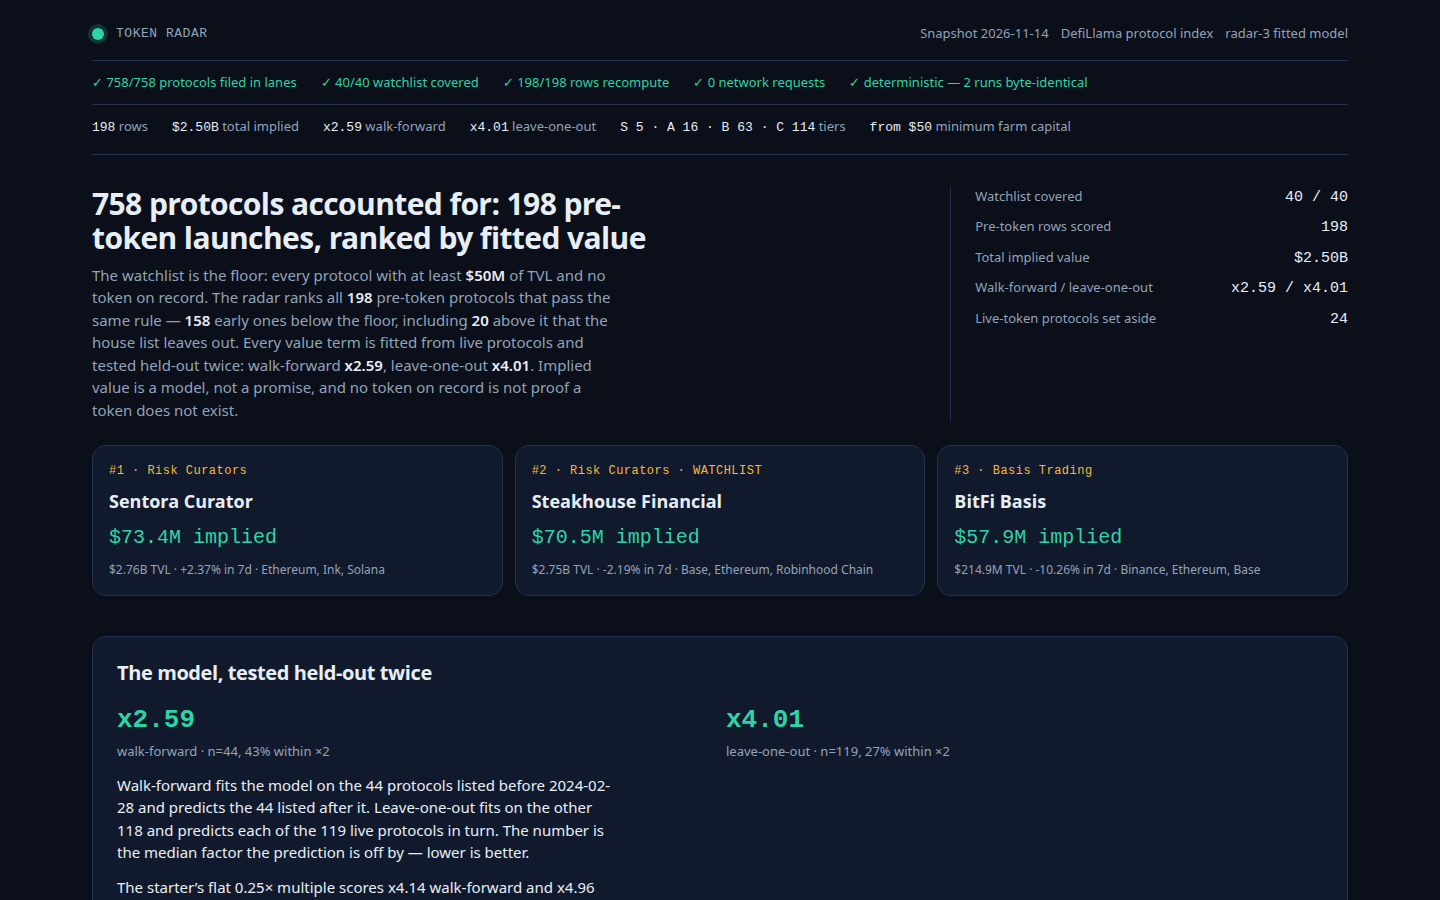 TOKEN RADAR
Snapshot 2026-11-14 DefiLlama protocol index radar-3 fitted model
✓ 758/758 protocols filed in lanes ✓ 40/40 watchlist covered ✓ 198/198 rows recompute ✓ 0 network requests ✓ deterministic — 2 runs byte-identical
198 rows $2.50B total implied x2.59 walk-forward x4.01 leave-one-out S 5 · A 16 · B 63 · C 114 tiers from $50 minimum farm capital
758 protocols accounted for: 198 pre-
token launches, ranked by fitted value
The watchlist is the floor: every protocol with at least $50M of TVL and no
token on record. The radar ranks all 198 pre-token protocols that pass the
same rule — 158 early ones below the floor, including 20 above it that the
house list leaves out. Every value term is fitted from live protocols and
tested held-out twice: walk-forward x2.59, leave-one-out x4.01. Implied
value is a model, not a promise, and no token on record is not proof a
token does not exist.
Watchlist covered 40 / 40
Pre-token rows scored 198
Total implied value $2.50B
Walk-forward / leave-one-out x2.59 / x4.01
Live-token protocols set aside 24
#1 · Risk Curators
Sentora Curator
$73.4M implied
$2.76B TVL · +2.37% in 7d · Ethereum, Ink, Solana
#2 · Risk Curators · WATCHLIST
Steakhouse Financial
$70.5M implied
$2.75B TVL · -2.19% in 7d · Base, Ethereum, Robinhood Chain
#3 · Basis Trading
BitFi Basis
$57.9M implied
$214.9M TVL · -10.26% in 7d · Binance, Ethereum, Base
The model, tested held-out twice
x2.59
walk-forward · n=44, 43% within ×2
x4.01
leave-one-out · n=119, 27% within ×2
Walk-forward fits the model on the 44 protocols listed before 2024-02-
28 and predicts the 44 listed after it. Leave-one-out fits on the other
118 and predicts each of the 119 live protocols in turn. The number is
the median factor the prediction is off by — lower is better.
The starter’s flat 0.25× multiple scores x4.14 walk-forward and x4.96